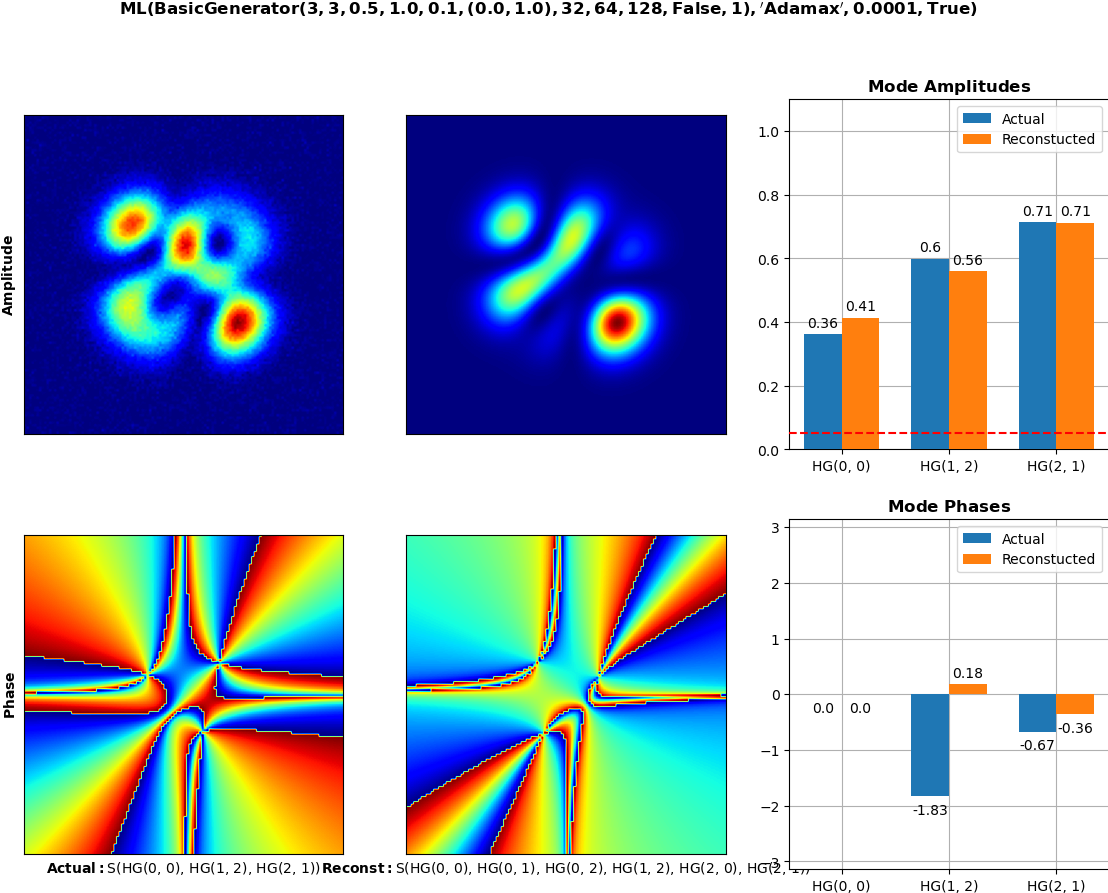 ML(BasicGenerator(3, 3, 0.5, 1.0, 0.1, (0.0, 1.0), 32, 64, 128, False, 1), ′Adamax′, 0.0001, True)
Amplitude
Mode Amplitudes
Actual
Reconstucted
1.0
0.8
0.6
0.4
0.2
0.0
0.36
0.41
0.6
0.56
0.71
0.71
HG(0, 0)
HG(1, 2)
HG(2, 1)
Phase
Mode Phases
Actual
Reconstucted
3
2
1
0
−1
−2
−3
0.0
0.0
-1.83
0.18
-0.67
-0.36
HG(0, 0)
HG(1, 2)
HG(2, 1)
Actual: S(HG(0, 0), HG(1, 2), HG(2, 1))
Reconst: S(HG(0, 0), HG(0, 1), HG(0, 2), HG(1, 2), HG(2, 0), HG(2, 1))